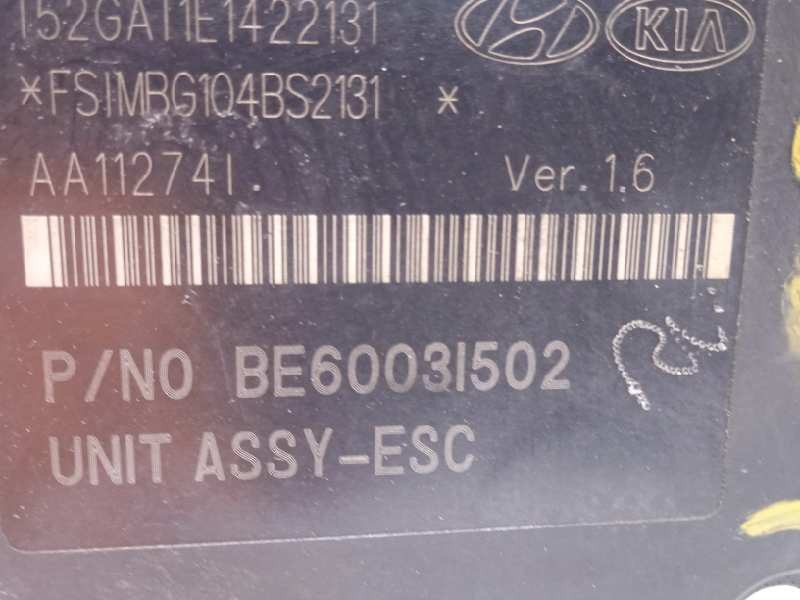 152GAT1E1422131
KIA
*FSIMBG104BS2131 *
AA112741. Ver. 1.6
P/NO BE6003I502
UNIT ASSY-ESC